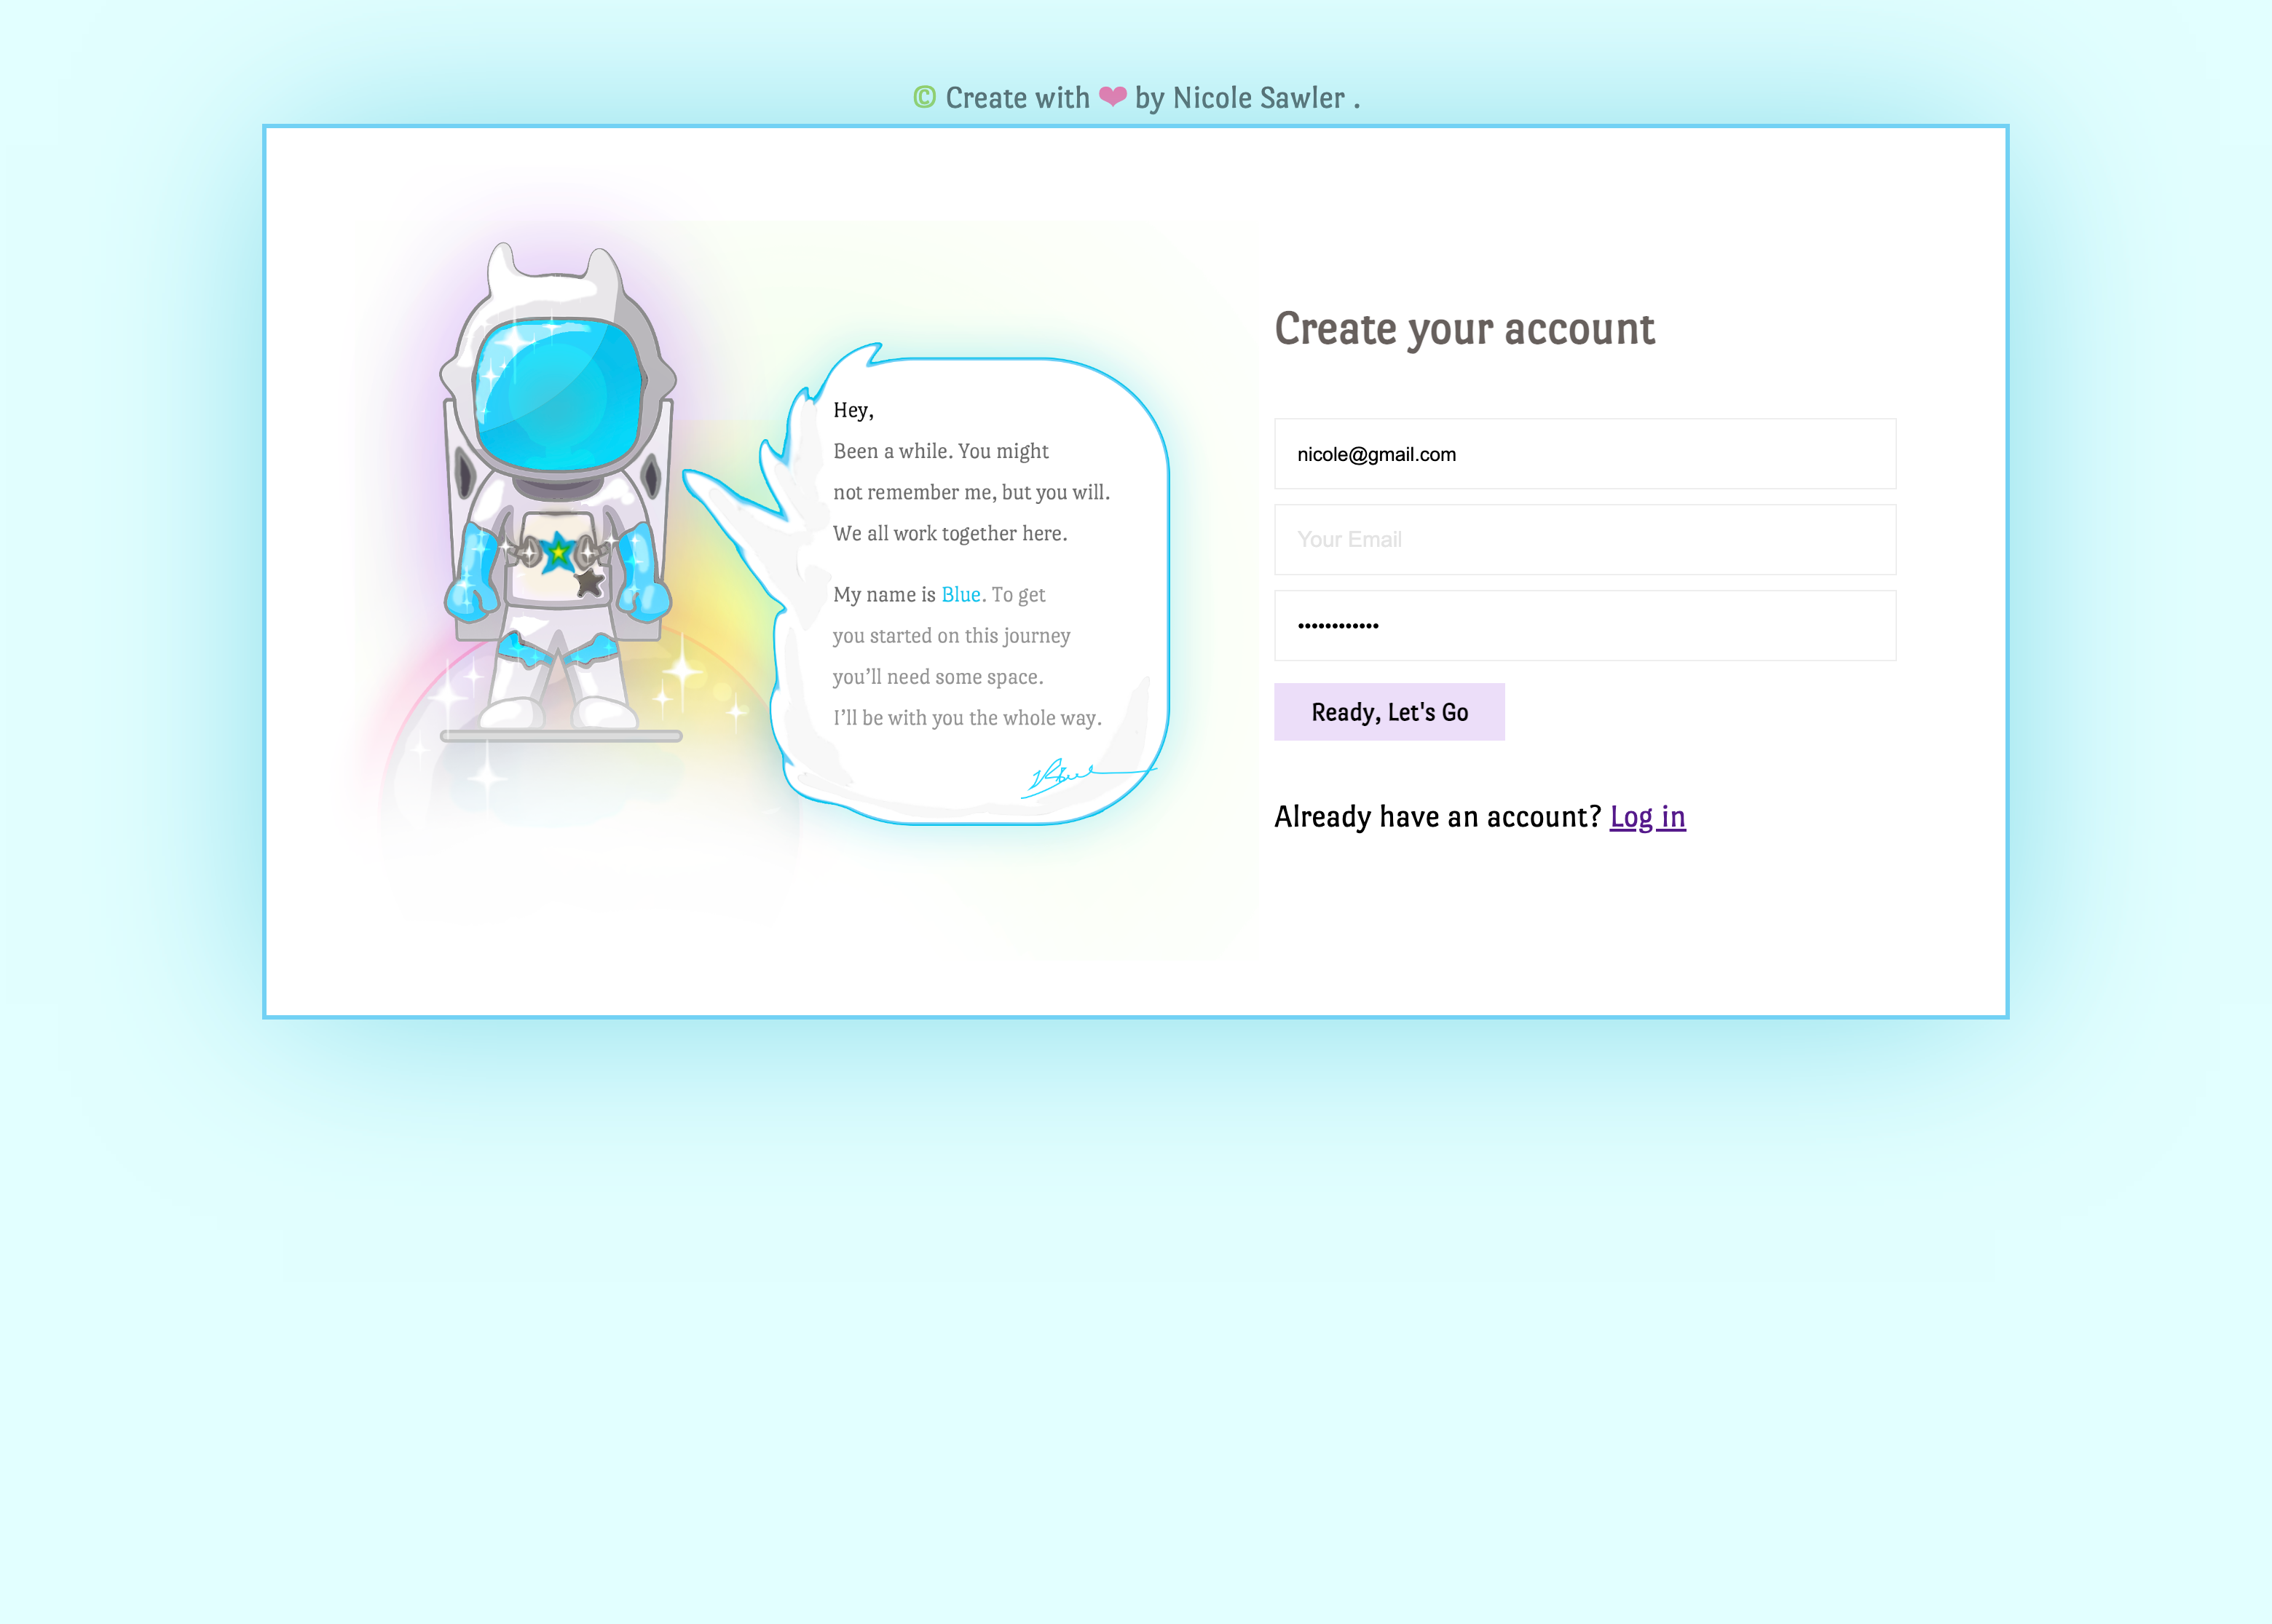 © Create with ❤ by Nicole Sawler .
Hey,
Been a while. You might
not remember me, but you will.
We all work together here.
My name is Blue. To get
you started on this journey
you’ll need some space.
I’ll be with you the whole way.
Create your account
nicole@gmail.com
Your Email
••••••••••••
Ready, Let's Go
Already have an account? Log in